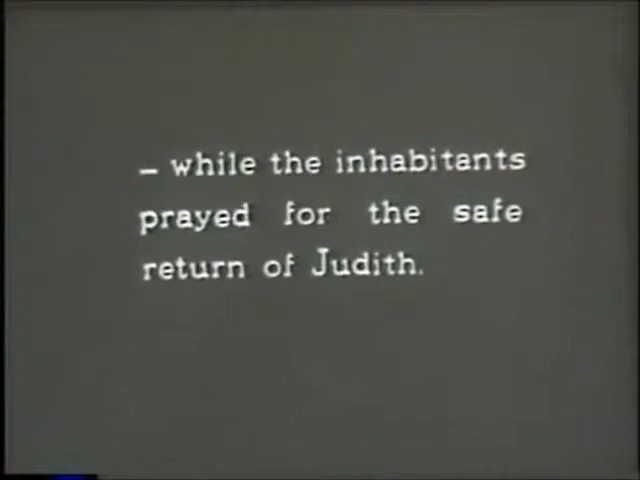 – while the inhabitants
prayed for the safe
return of Judith.